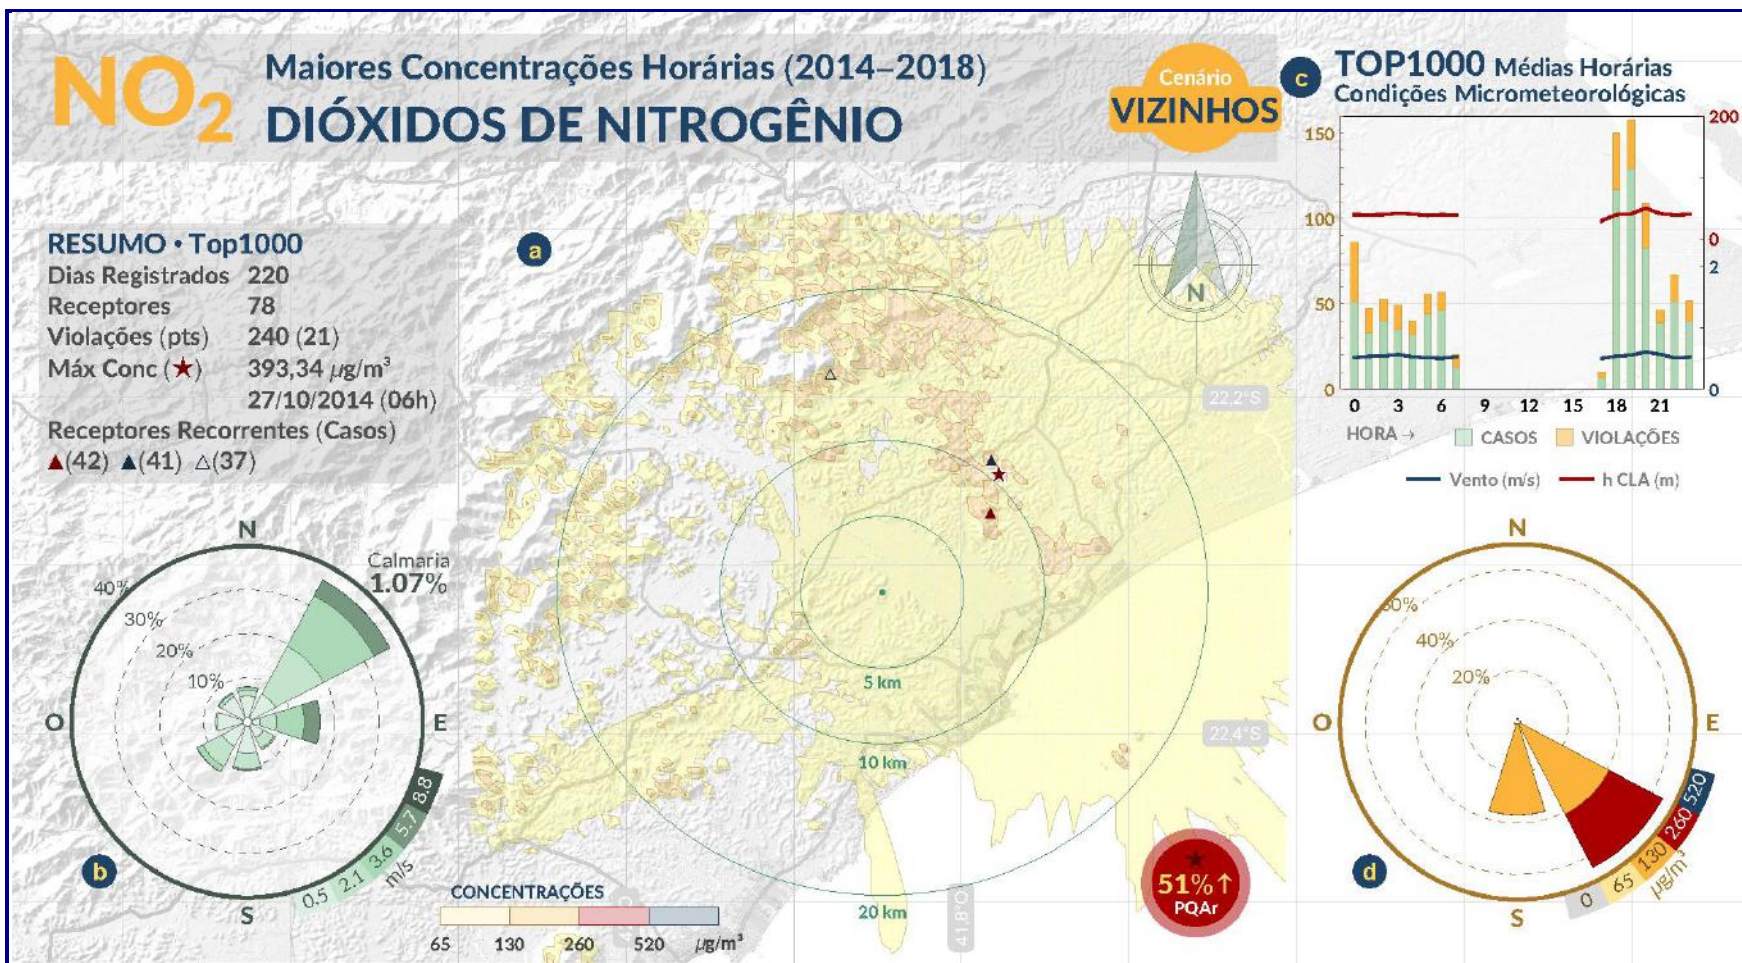 NO2
Maiores Concentrações Horárias (2014–2018)
DIÓXIDOS DE NITROGÊNIO
Cenário
VIZINHOS
RESUMO • Top1000
Dias Registrados 220
Receptores 78
Violações (pts) 240 (21)
Máx Conc (★) 393,34 µg/m³
27/10/2014 (06h)
Receptores Recorrentes (Casos)
▲(42) ▲(41) △(37)
a
N
22,2°S
22,4°S
41,8°O
5 km
10 km
20 km
CONCENTRAÇÕES
65 130 260 520 µg/m³
51%↑
PQAr
b
N
Calmaria
1.07%
40%
30%
20%
10%
O
E
S
0.5 2.1 3.6 5.7 8.8
m/s
c
TOP1000 Médias Horárias
Condições Micrometeorológicas
150
100
50
0
200
0
2
0
0 3 6 9 12 15 18 21
HORA →
CASOS VIOLAÇÕES
Vento (m/s) h CLA (m)
d
N
60%
40%
20%
O
E
S
0 65 130 260 520
µg/m³